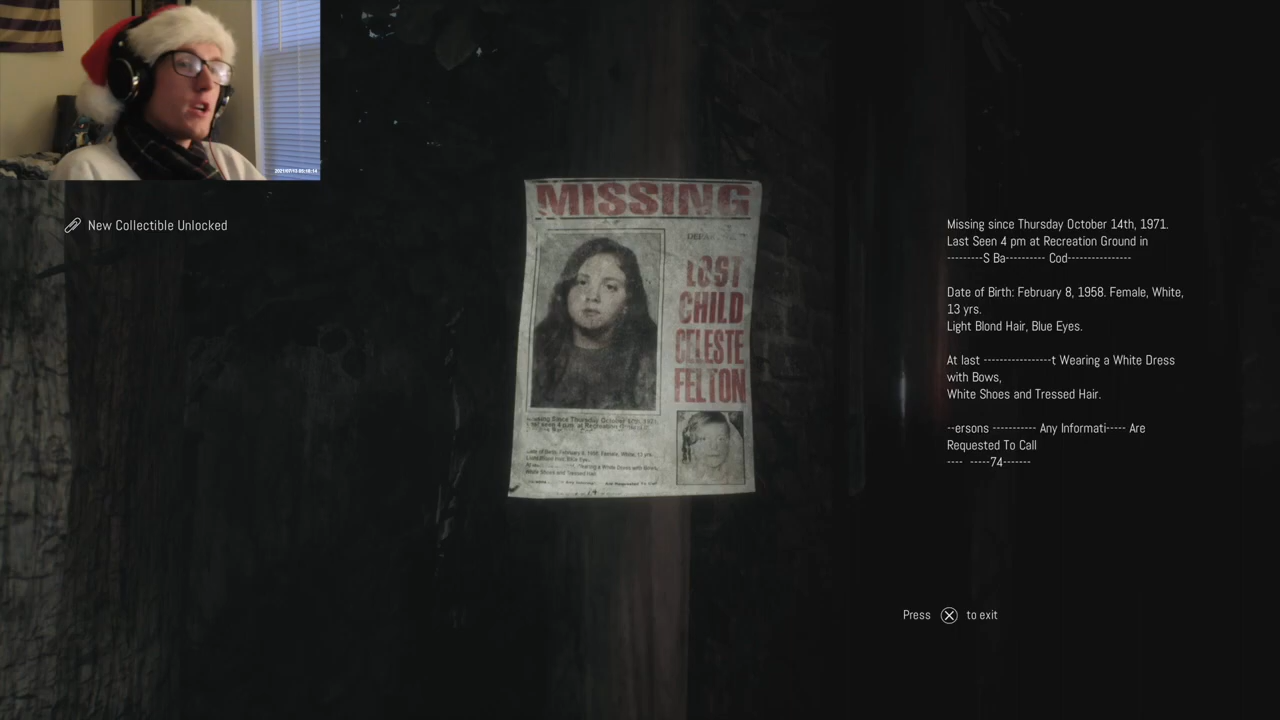 New Collectible Unlocked
MISSING
LOST
CHILD
CELESTE
FELTON
Missing since Thursday October 14th, 1971.
Last Seen 4 pm at Recreation Ground in
---------S Ba---------- Cod---------------
Date of Birth: February 8, 1958. Female, White,
13 yrs.
Light Blond Hair, Blue Eyes.
At last ----------------t Wearing a White Dress
with Bows,
White Shoes and Tressed Hair.
--ersons ---------- Any Informati---- Are
Requested To Call
---- -----74-------
Press X to exit